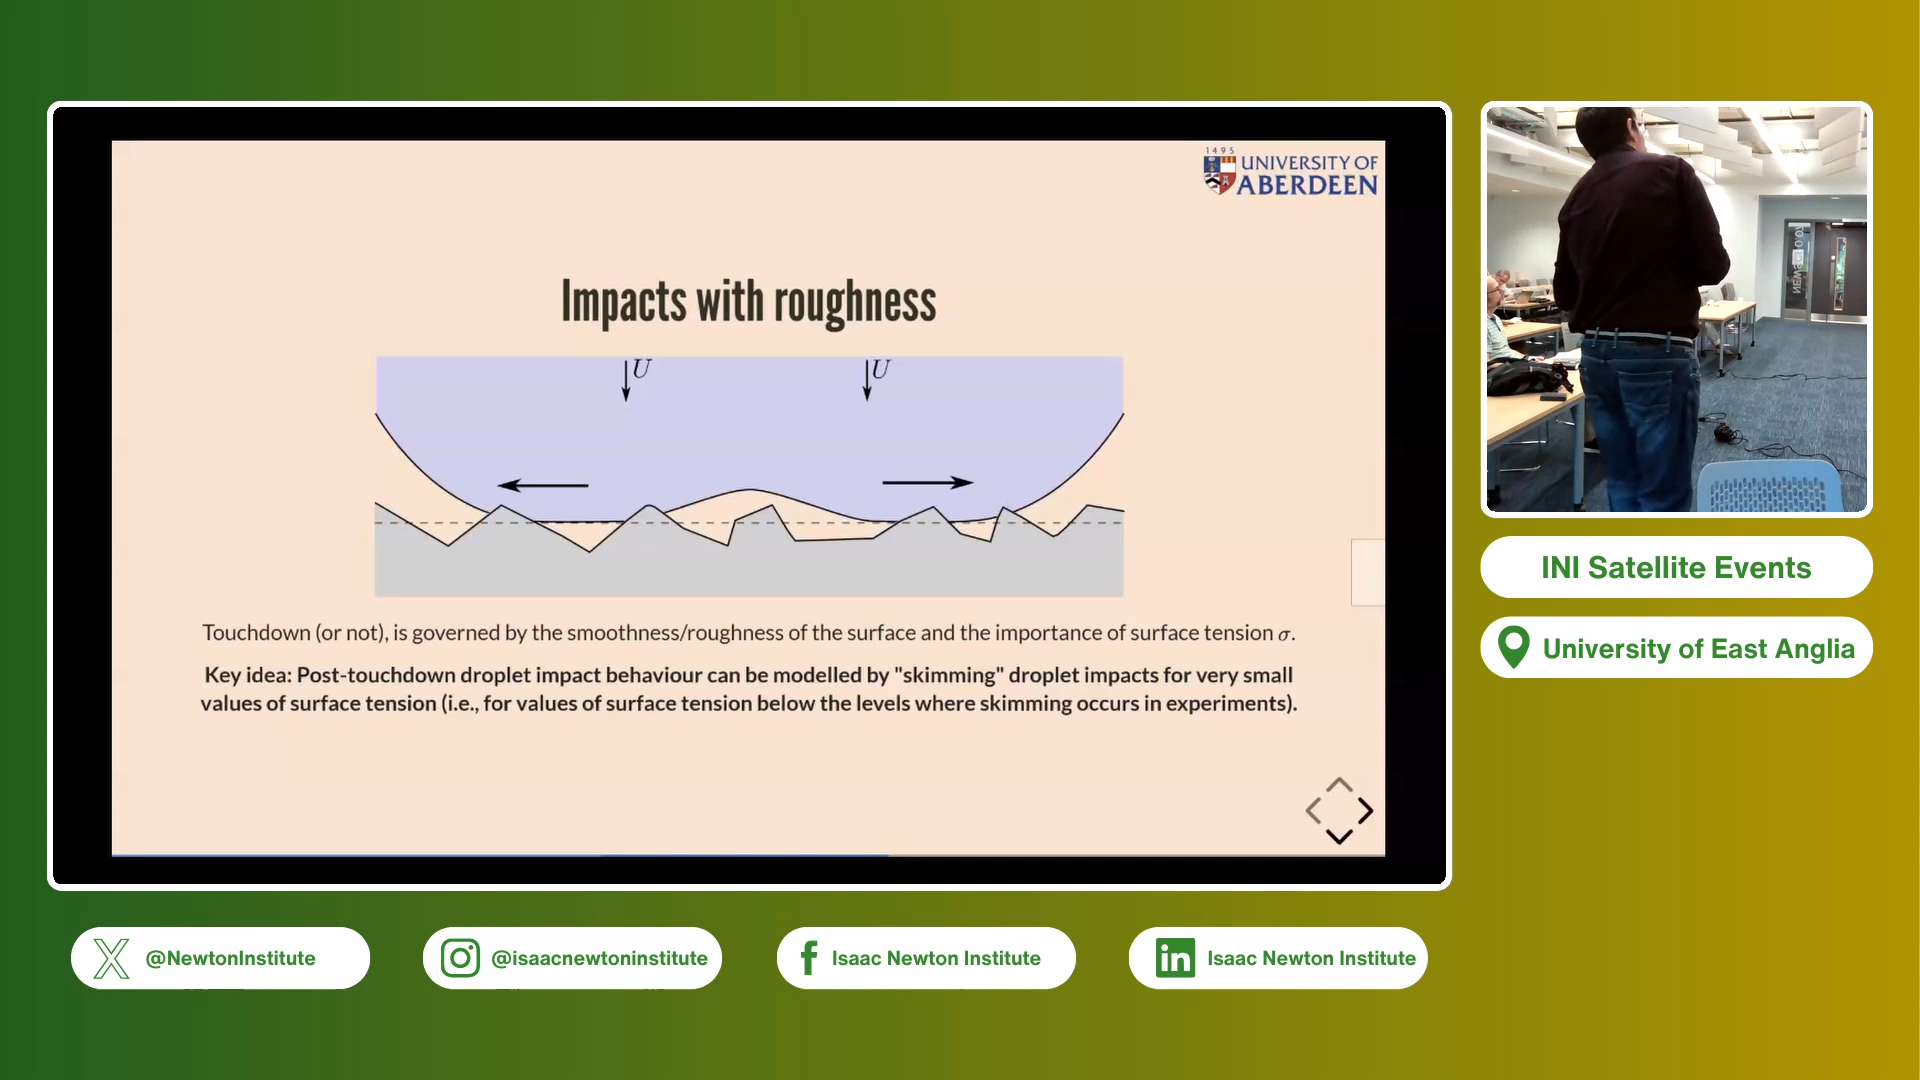 1495
UNIVERSITY OF
ABERDEEN
Impacts with roughness
U
U
Touchdown (or not), is governed by the smoothness/roughness of the surface and the importance of surface tension σ.
Key idea: Post-touchdown droplet impact behaviour can be modelled by "skimming" droplet impacts for very small
values of surface tension (i.e., for values of surface tension below the levels where skimming occurs in experiments).
INI Satellite Events
University of East Anglia
@NewtonInstitute
@isaacnewtoninstitute
Isaac Newton Institute
Isaac Newton Institute